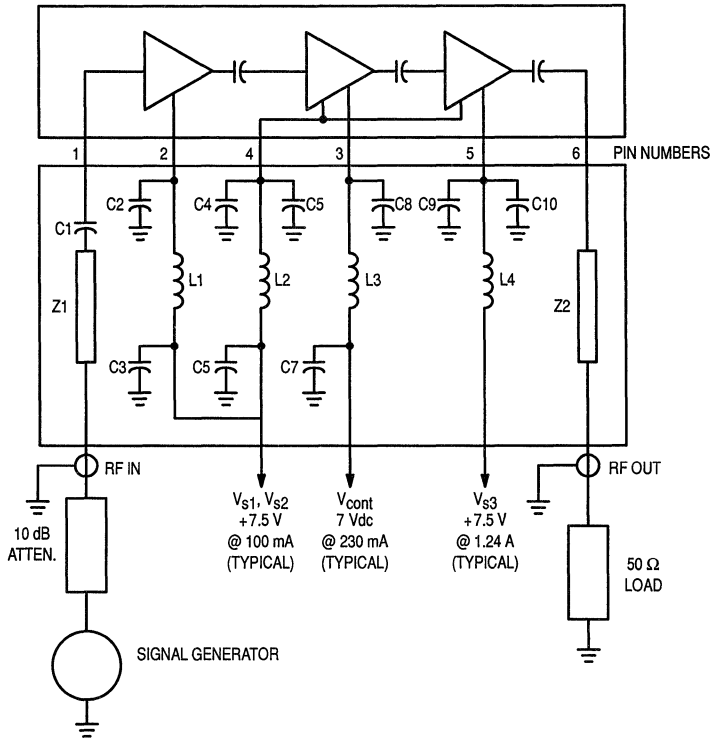 1 2 4 3 5 6 PIN NUMBERS
C1 C2 C4 C5 C8 C9 C10
Z1 L1 L2 L3 L4 Z2
C3 C5 C7
RF IN
RF OUT
10 dB
ATTEN.
Vs1, Vs2
+7.5 V
@ 100 mA
(TYPICAL)
Vcont
7 Vdc
@ 230 mA
(TYPICAL)
Vs3
+7.5 V
@ 1.24 A
(TYPICAL)
50 Ω
LOAD
SIGNAL GENERATOR